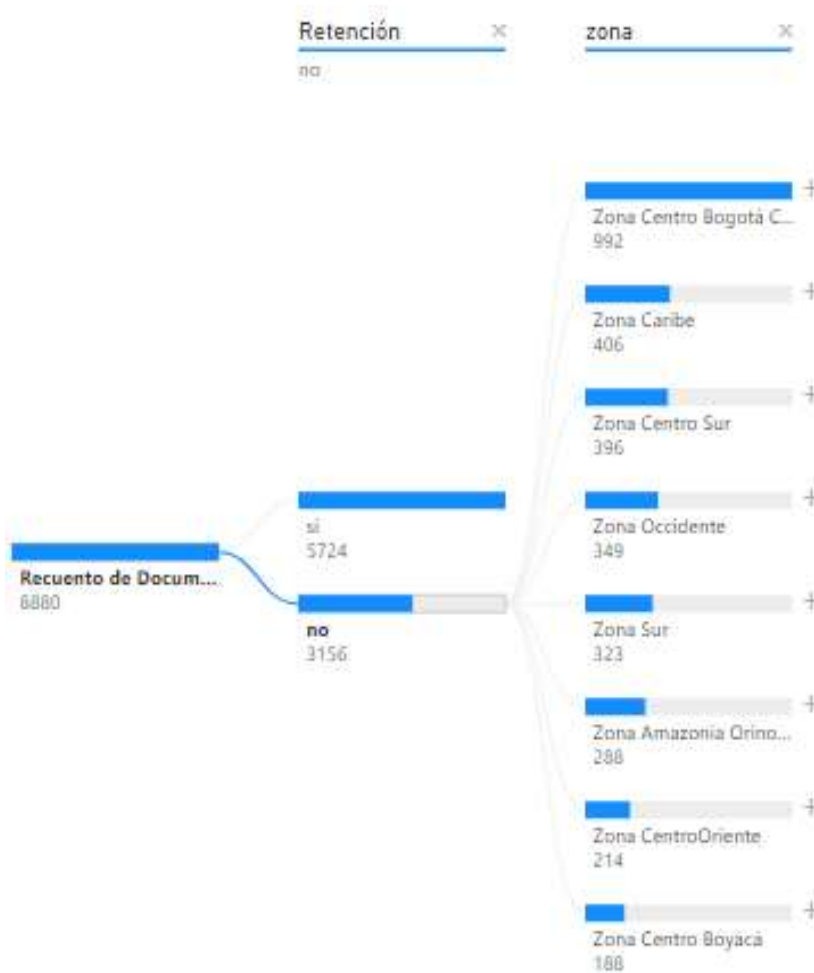 Retención
no
zona
Zona Centro Bogotá C...
992
Zona Caribe
406
Zona Centro Sur
396
si
5724
Zona Occidente
349
Recuento de Docum...
8880
no
3156
Zona Sur
323
Zona Amazonia Orino...
288
Zona CentroOriente
214
Zona Centro Boyacá
188